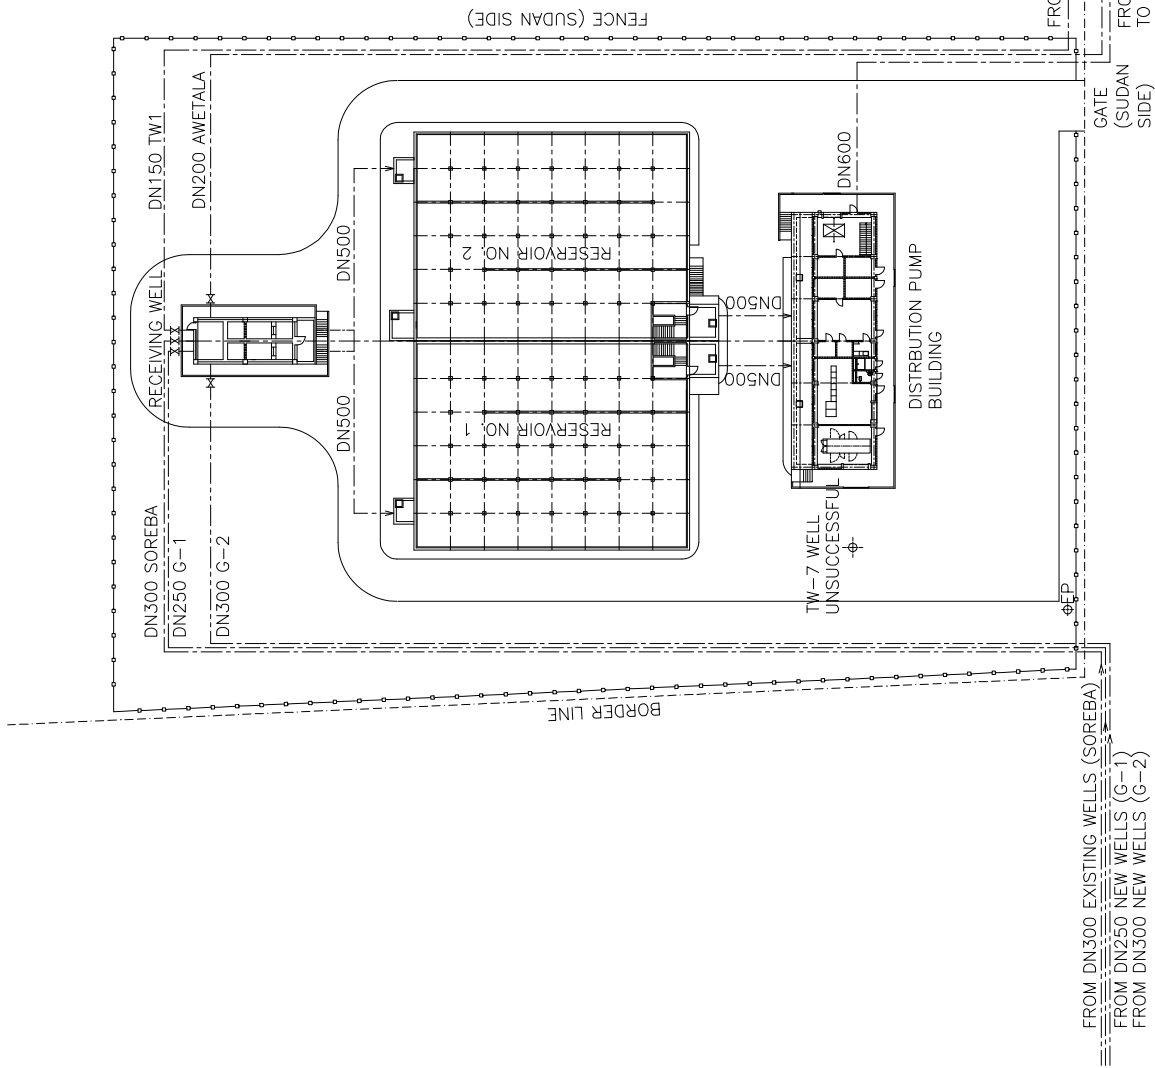 FENCE (SUDAN SIDE)
FRO
FRO
TO
GATE
(SUDAN
SIDE)
DN150 TW1
DN200 AWETALA
DN600
DN500
RESERVOIR NO. 2
RECEIVING WELL
DN500
DISTRIBUTION PUMP
BUILDING
DN500
DN500
RESERVOIR NO. 1
DN300 SOREBA
DN250 G-1
DN300 G-2
TW-7 WELL
UNSUCCESSFUL
EP
BORDER LINE
FROM DN300 EXISTING WELLS (SOREBA)
FROM DN250 NEW WELLS (G-1)
FROM DN300 NEW WELLS (G-2)